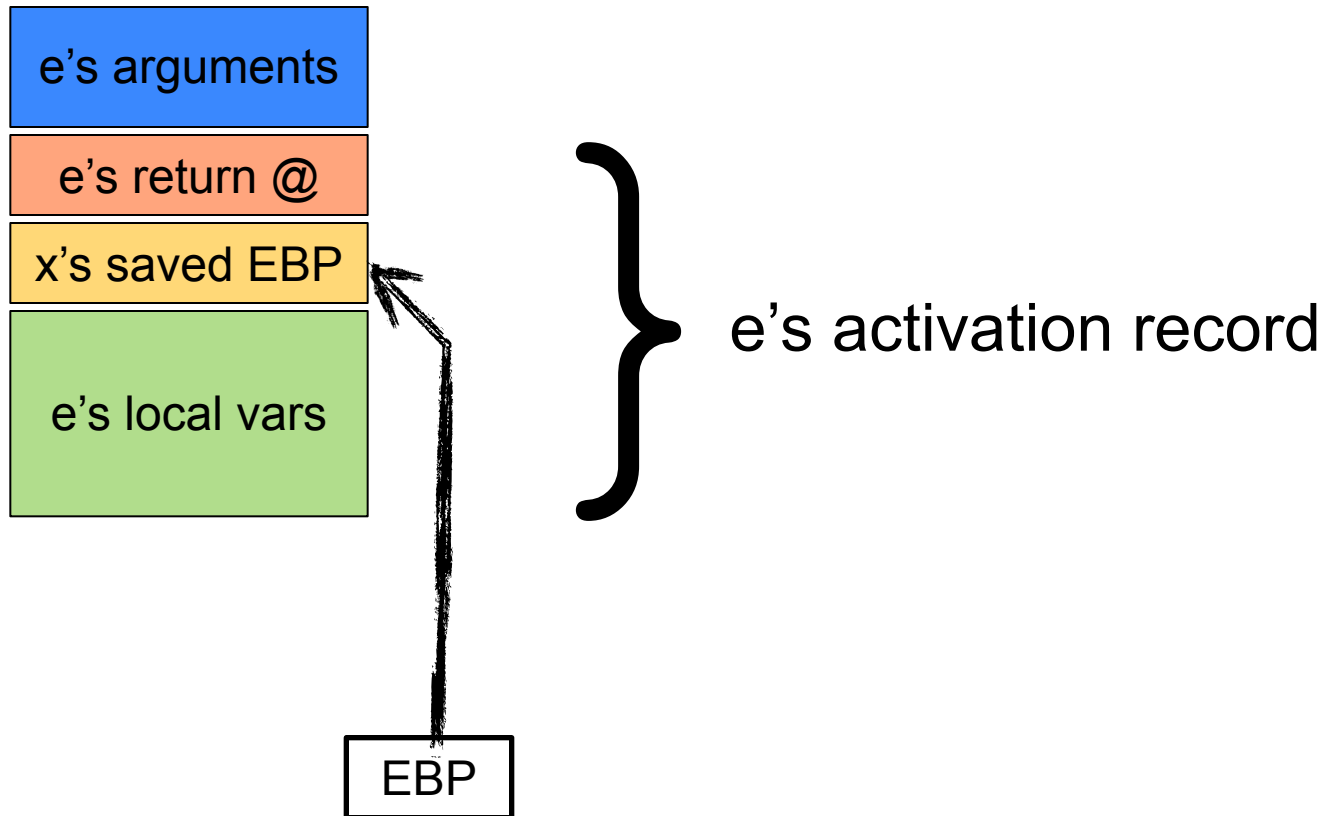 e’s arguments
e’s return @
x’s saved EBP
e’s activation record
e’s local vars
EBP